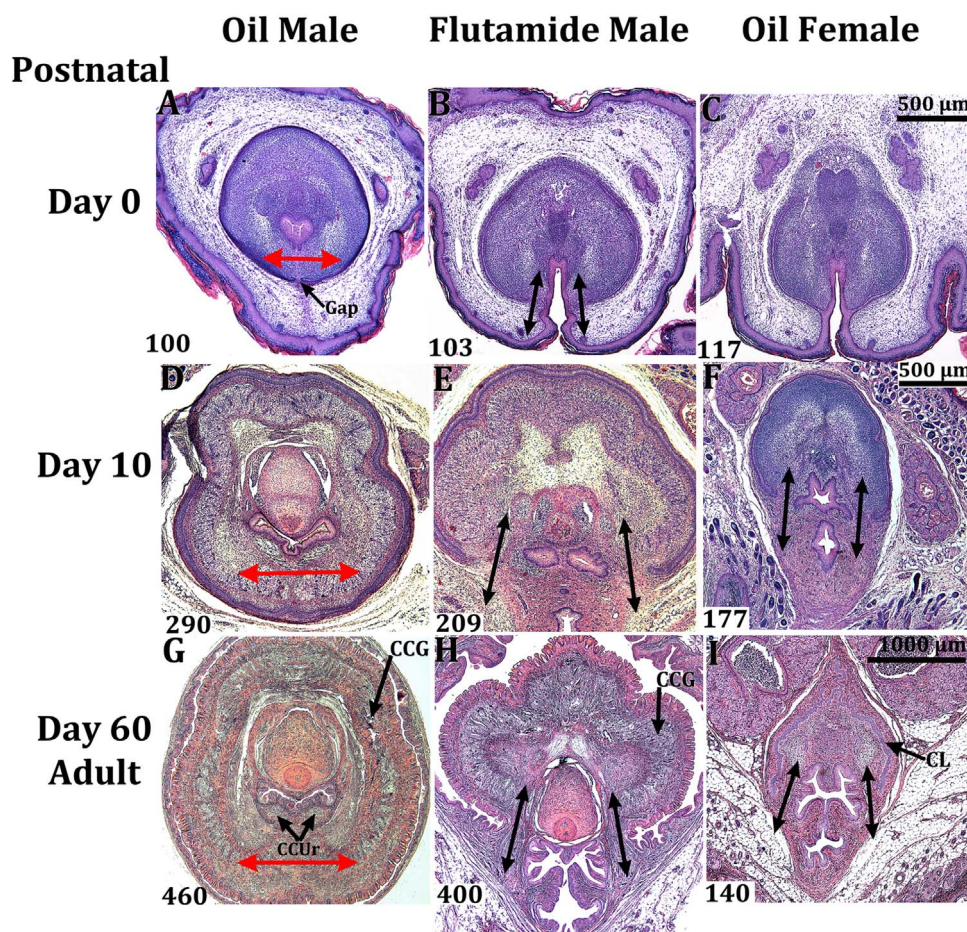 Oil Male Flutamide Male Oil Female
Postnatal
A B C 500 μm
Day 0
Gap
100 103 117
D E F 500 μm
Day 10
290 209 177
G CCG H CCG I 1000 μm
Day 60
Adult
CL
CCUr
460 400 140